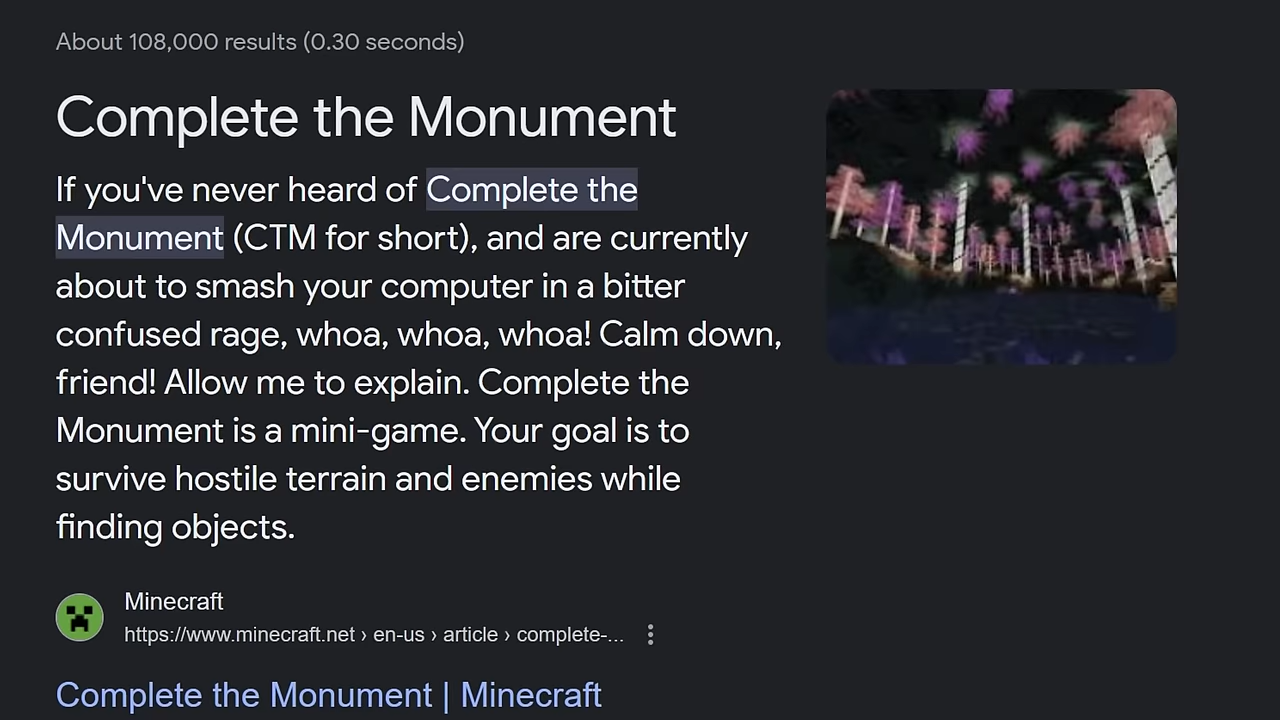 About 108,000 results (0.30 seconds)
Complete the Monument
If you've never heard of Complete the
Monument (CTM for short), and are currently
about to smash your computer in a bitter
confused rage, whoa, whoa, whoa! Calm down,
friend! Allow me to explain. Complete the
Monument is a mini-game. Your goal is to
survive hostile terrain and enemies while
finding objects.
Minecraft
https://www.minecraft.net › en-us › article › complete-...
Complete the Monument | Minecraft